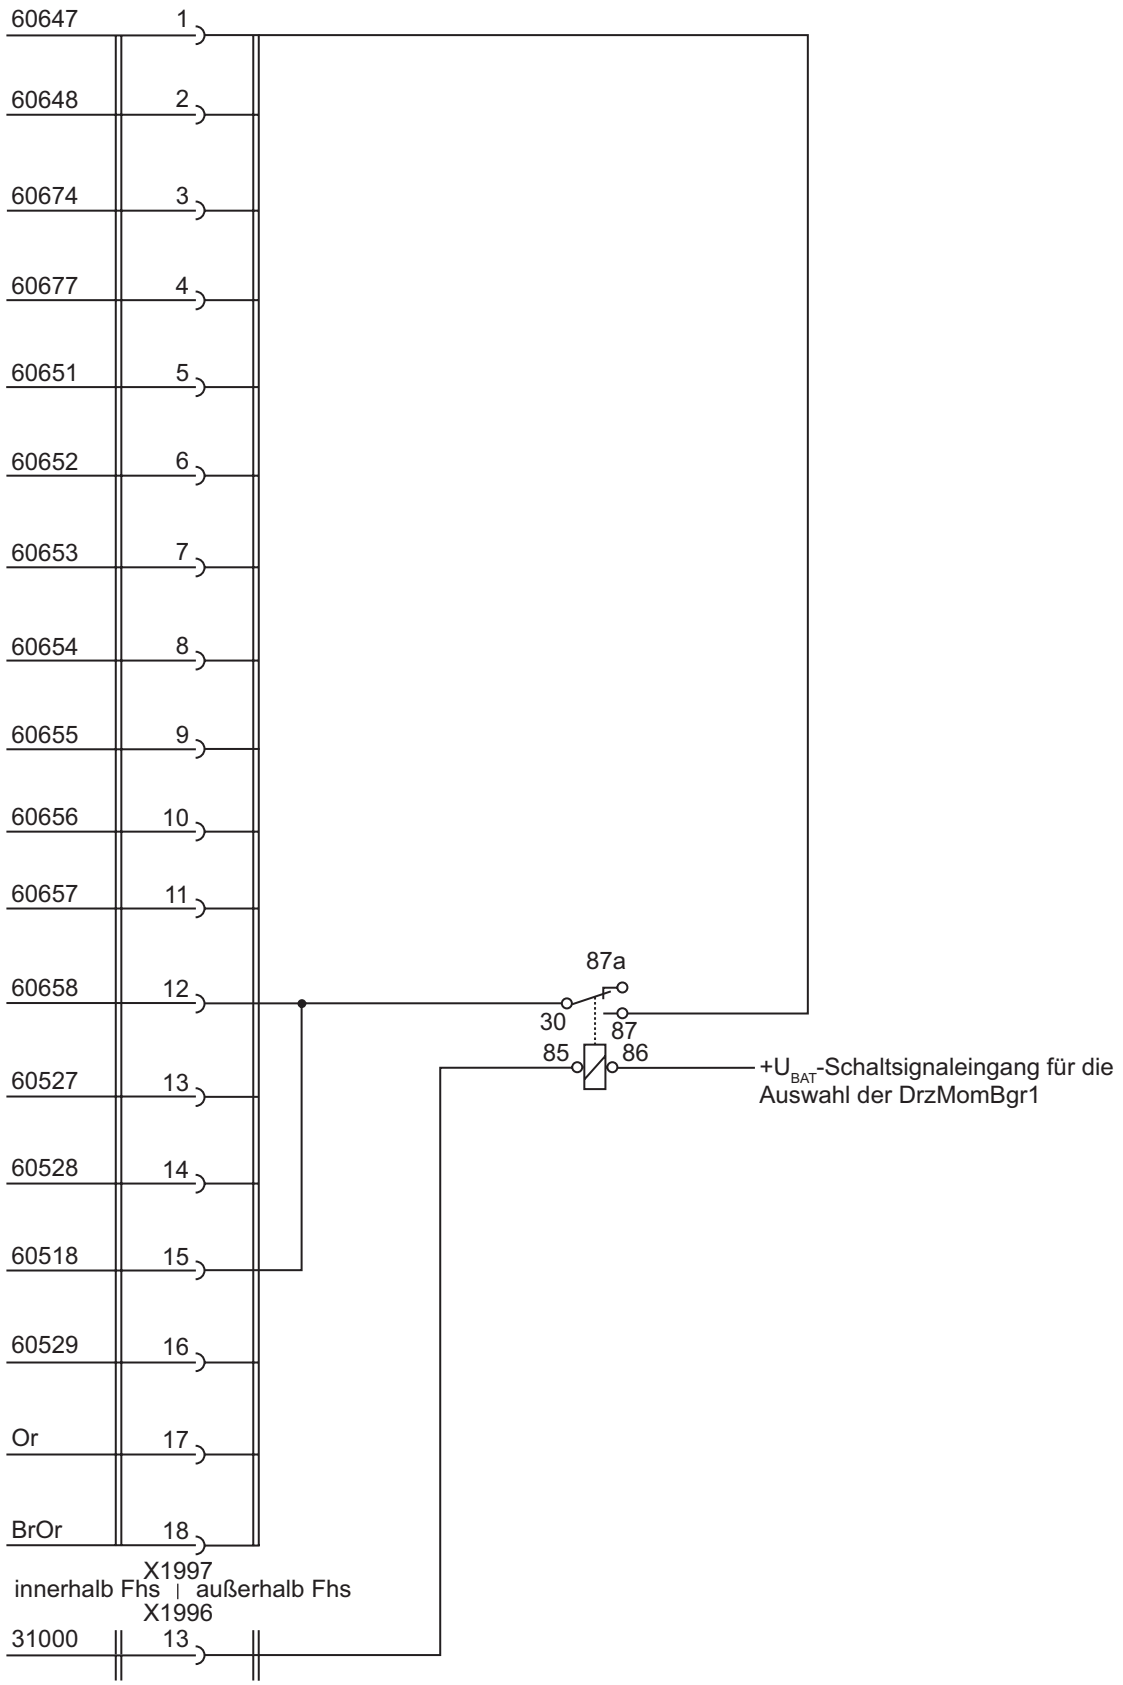 60647 1
60648 2
60674 3
60677 4
60651 5
60652 6
60653 7
60654 8
60655 9
60656 10
60657 11
87a
60658 12
30
87
85 86
+UBAT-Schaltsignaleingang für die
Auswahl der DrzMomBgr1
60527 13
60528 14
60518 15
60529 16
Or 17
BrOr 18
X1997
innerhalb Fhs | außerhalb Fhs
X1996
31000 13